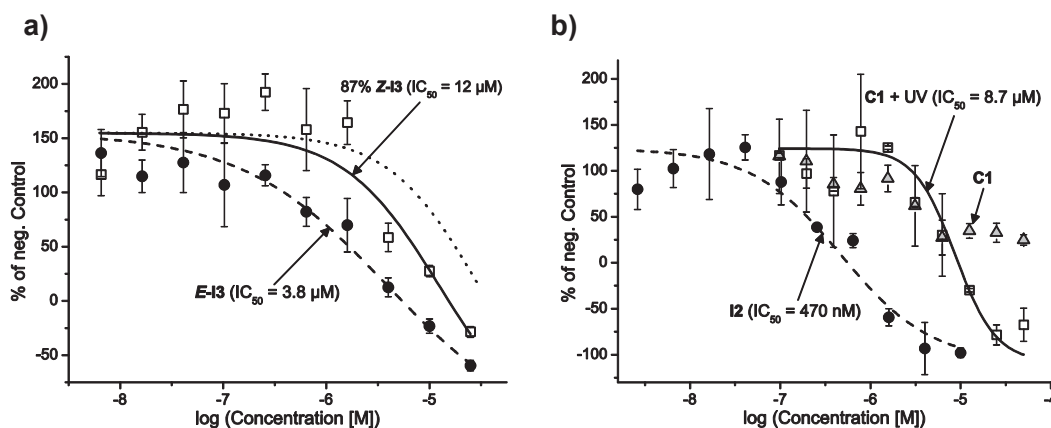 a)
% of neg. Control
200
150
100
50
0
-50
-8
-7
-6
-5
log (Concentration [M])
87% Z-I3 (IC50 = 12 µM)
E-I3 (IC50 = 3.8 µM)
b)
% of neg. Control
200
150
100
50
0
-50
-100
-8
-7
-6
-5
-4
log (Concentration [M])
C1 + UV (IC50 = 8.7 µM)
C1
I2 (IC50 = 470 nM)